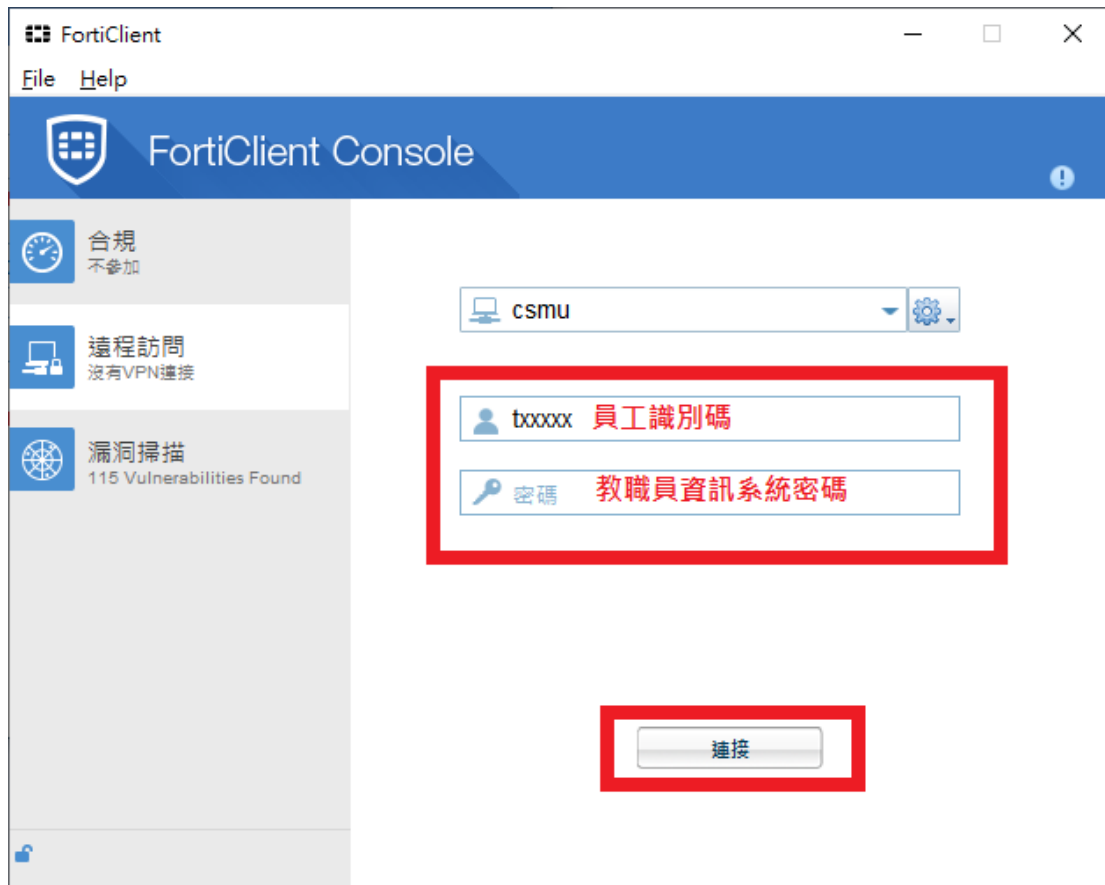 FortiClient
File Help
FortiClient Console
合規
不參加
遠程訪問
沒有VPN連接
漏洞掃描
115 Vulnerabilities Found
csmu
txxxxx 員工識別碼
密碼 教職員資訊系統密碼
連接